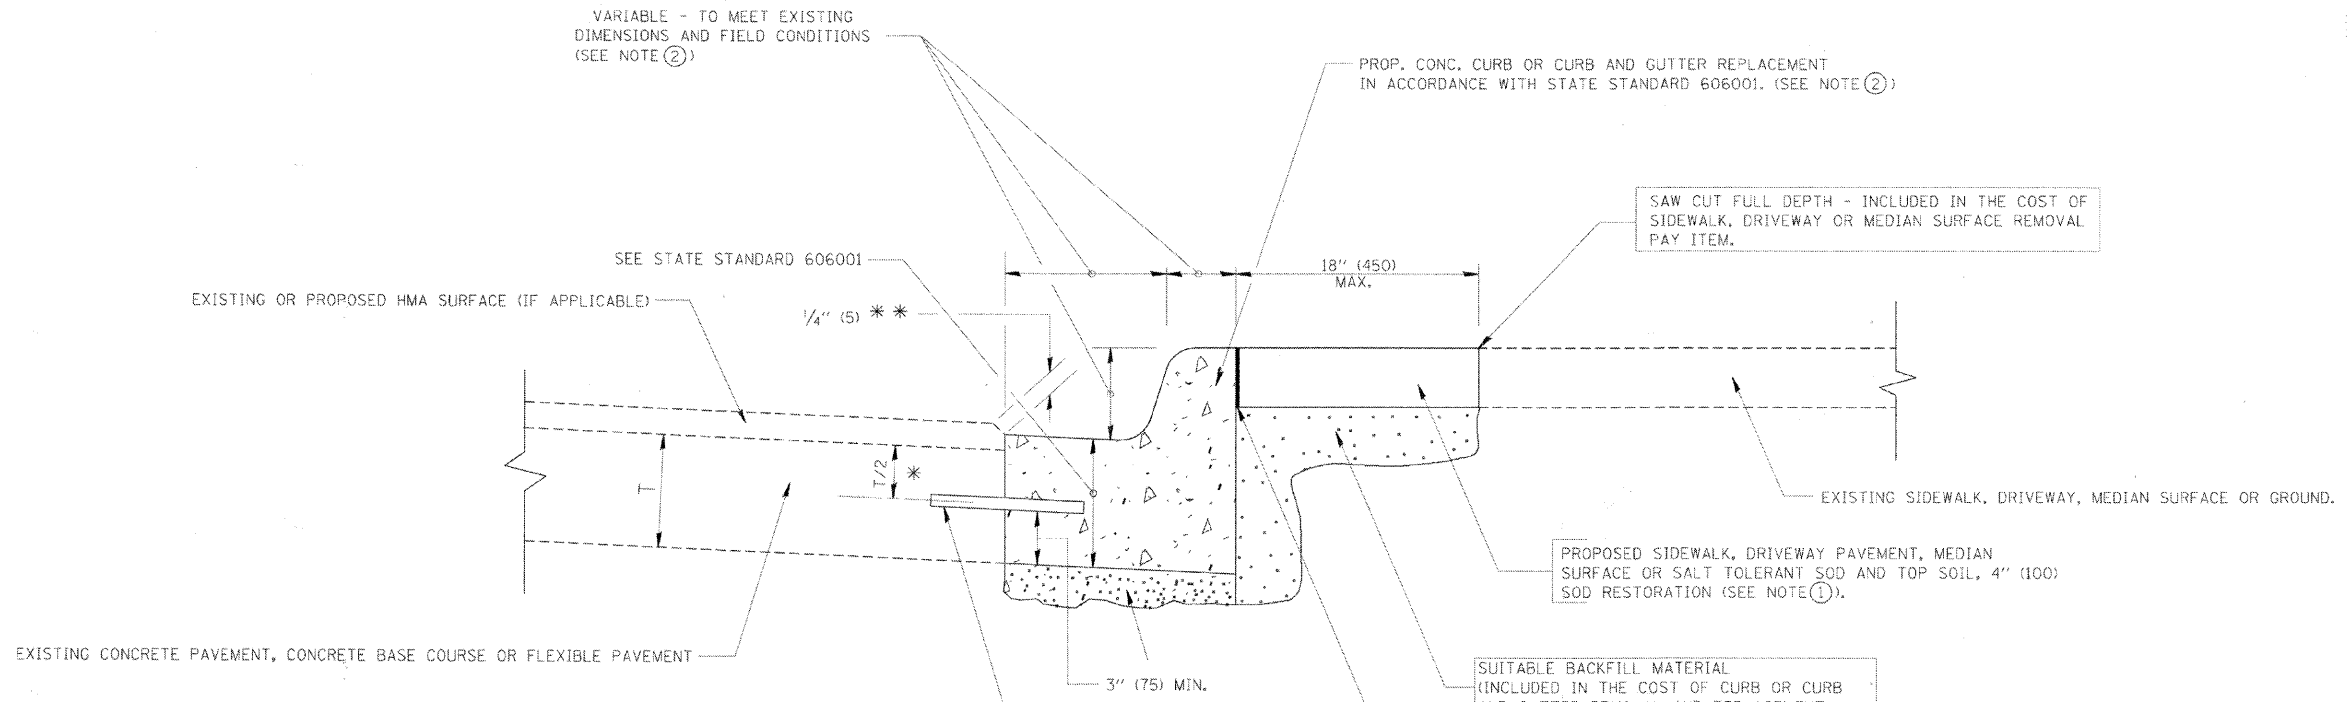 VARIABLE - TO MEET EXISTING
DIMENSIONS AND FIELD CONDITIONS
(SEE NOTE 2)
PROP. CONC. CURB OR CURB AND GUTTER REPLACEMENT
IN ACCORDANCE WITH STATE STANDARD 606001. (SEE NOTE 2)
SAW CUT FULL DEPTH - INCLUDED IN THE COST OF
SIDEWALK, DRIVEWAY OR MEDIAN SURFACE REMOVAL
PAY ITEM.
SEE STATE STANDARD 606001
18" (450)
MAX.
EXISTING OR PROPOSED HMA SURFACE (IF APPLICABLE)
1/4" (5) * *
T
T/2 *
EXISTING SIDEWALK, DRIVEWAY, MEDIAN SURFACE OR GROUND.
PROPOSED SIDEWALK, DRIVEWAY PAVEMENT, MEDIAN
SURFACE OR SALT TOLERANT SOD AND TOP SOIL, 4" (100)
SOD RESTORATION (SEE NOTE 1).
EXISTING CONCRETE PAVEMENT, CONCRETE BASE COURSE OR FLEXIBLE PAVEMENT
3" (75) MIN.
SUITABLE BACKFILL MATERIAL
(INCLUDED IN THE COST OF CURB OR CURB